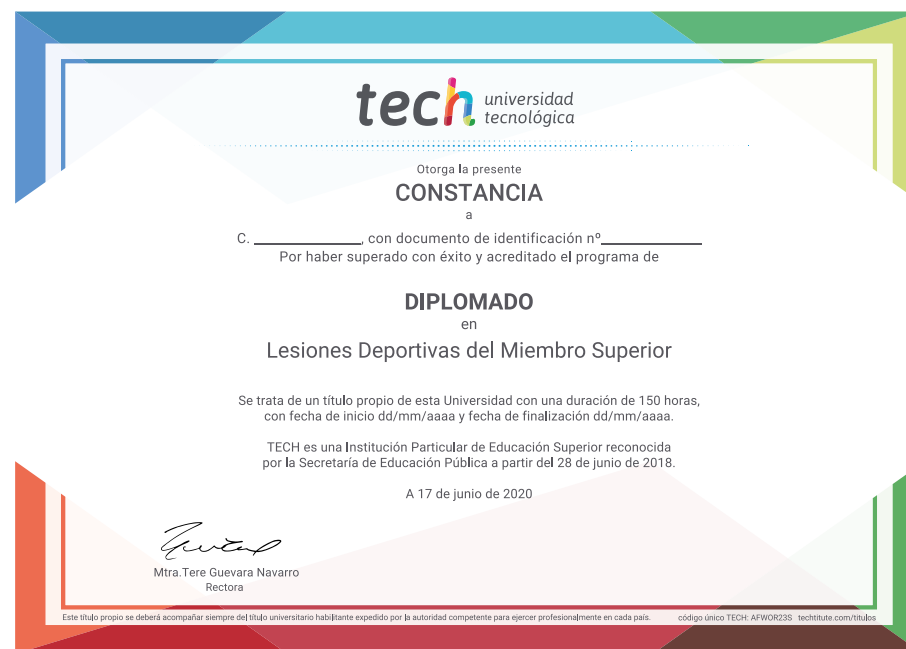 tech universidad
tecnológica
Otorga la presente
CONSTANCIA
a
C. ____________, con documento de identificación nº____________
Por haber superado con éxito y acreditado el programa de
DIPLOMADO
en
Lesiones Deportivas del Miembro Superior
Se trata de un título propio de esta Universidad con una duración de 150 horas,
con fecha de inicio dd/mm/aaaa y fecha de finalización dd/mm/aaaa.
TECH es una Institución Particular de Educación Superior reconocida
por la Secretaría de Educación Pública a partir del 28 de junio de 2018.
A 17 de junio de 2020
Mtra.Tere Guevara Navarro
Rectora
Este título propio se deberá acompañar siempre del título universitario habilitante expedido por la autoridad competente para ejercer profesionalmente en cada país. código único TECH: AFWOR23S techtitute.com/titulos